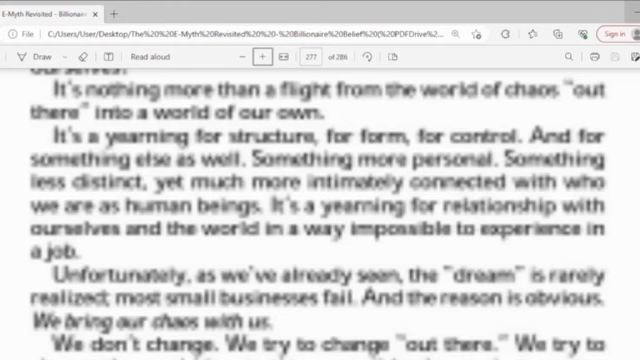 E-Myth Revisited - Billionair
File
C:/Users/User/Desktop/The%20%20E-Myth%20Revisited%20%20-%20Billionaire%20Belief%20(%20PDFDrive%2...
Sign in
Draw
Read aloud
277
of 286
ourselves?
It's nothing more than a flight from the world of chaos "out
there" into a world of our own.
It's a yearning for structure, for form, for control. And for
something else as well. Something more personal. Something
less distinct, yet much more intimately connected with who
we are as human beings. It's a yearning for relationship with
ourselves and the world in a way impossible to experience in
a job.
Unfortunately, as we've already seen, the "dream" is rarely
realized; most small businesses fail. And the reason is obvious.
We bring our chaos with us.
We don't change. We try to change "out there." We try to